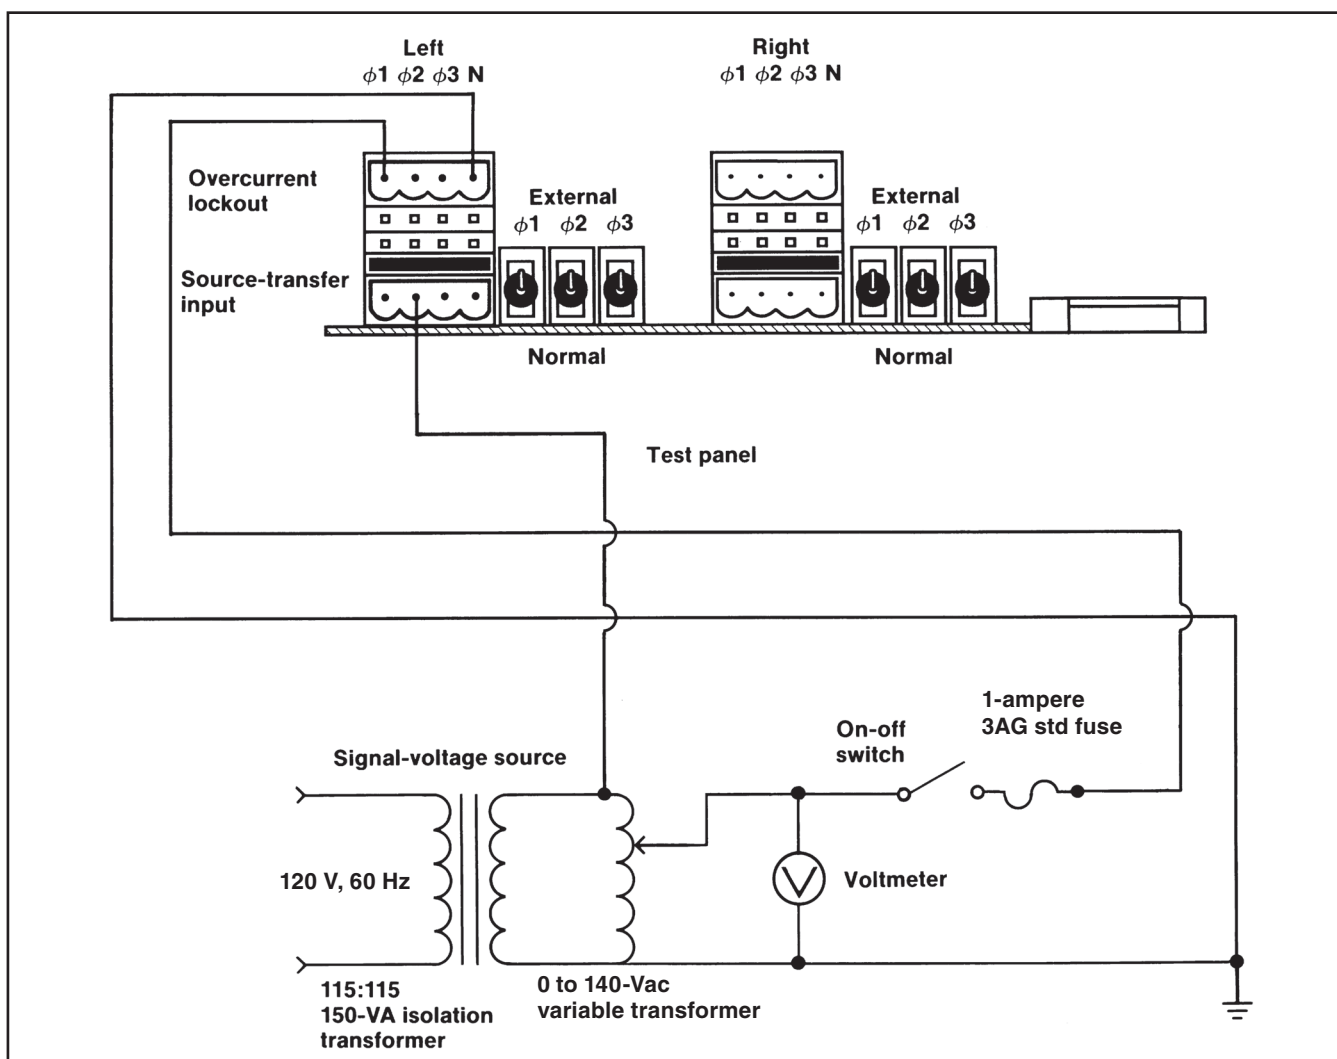 Left
ϕ1 ϕ2 ϕ3 N
Right
ϕ1 ϕ2 ϕ3 N
Overcurrent
lockout
External
ϕ1 ϕ2 ϕ3
External
ϕ1 ϕ2 ϕ3
Source-transfer
input
Normal
Normal
Test panel
1-ampere
3AG std fuse
On-off
switch
Signal-voltage source
120 V, 60 Hz
V
Voltmeter
115:115
150-VA isolation
transformer
0 to 140-Vac
variable transformer